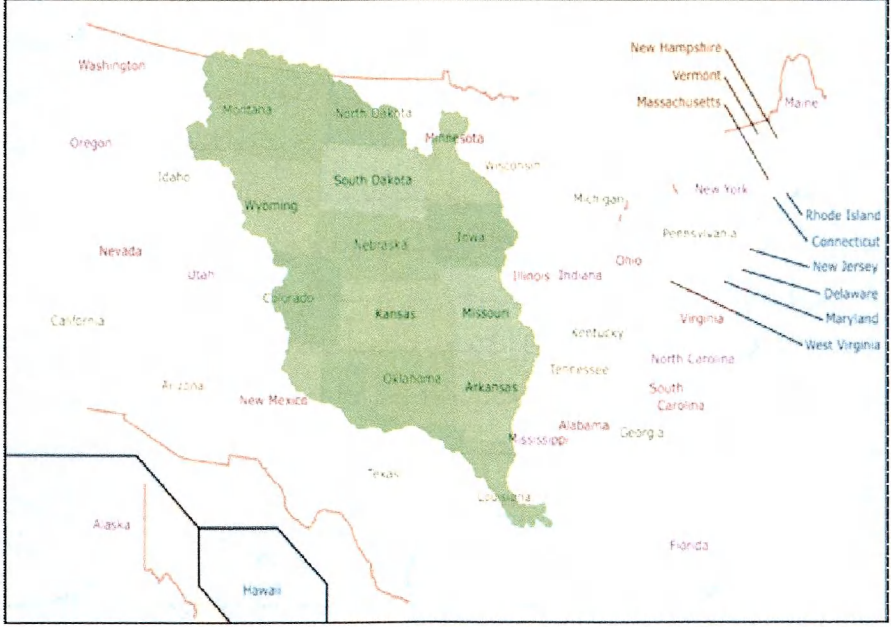 New Hampshire
Washington
Vermont
Massachusetts
Maine
Montana
North Dakota
Minnesota
Oregon
Wisconsin
Idaho
South Dakota
New York
Michigan
Wyoming
Rhode Island
Pennsylvania
Iowa
Connecticut
Nebraska
Nevada
Ohio
New Jersey
Utah
Illinois
Indiana
Delaware
Colorado
Kansas
Missouri
Virginia
Maryland
California
Kentucky
West Virginia
North Carolina
Tennessee
Oklahoma
Arizona
Arkansas
South
Carolina
New Mexico
Alabama
Georgia
Mississippi
Texas
Louisiana
Alaska
Florida
Hawaii